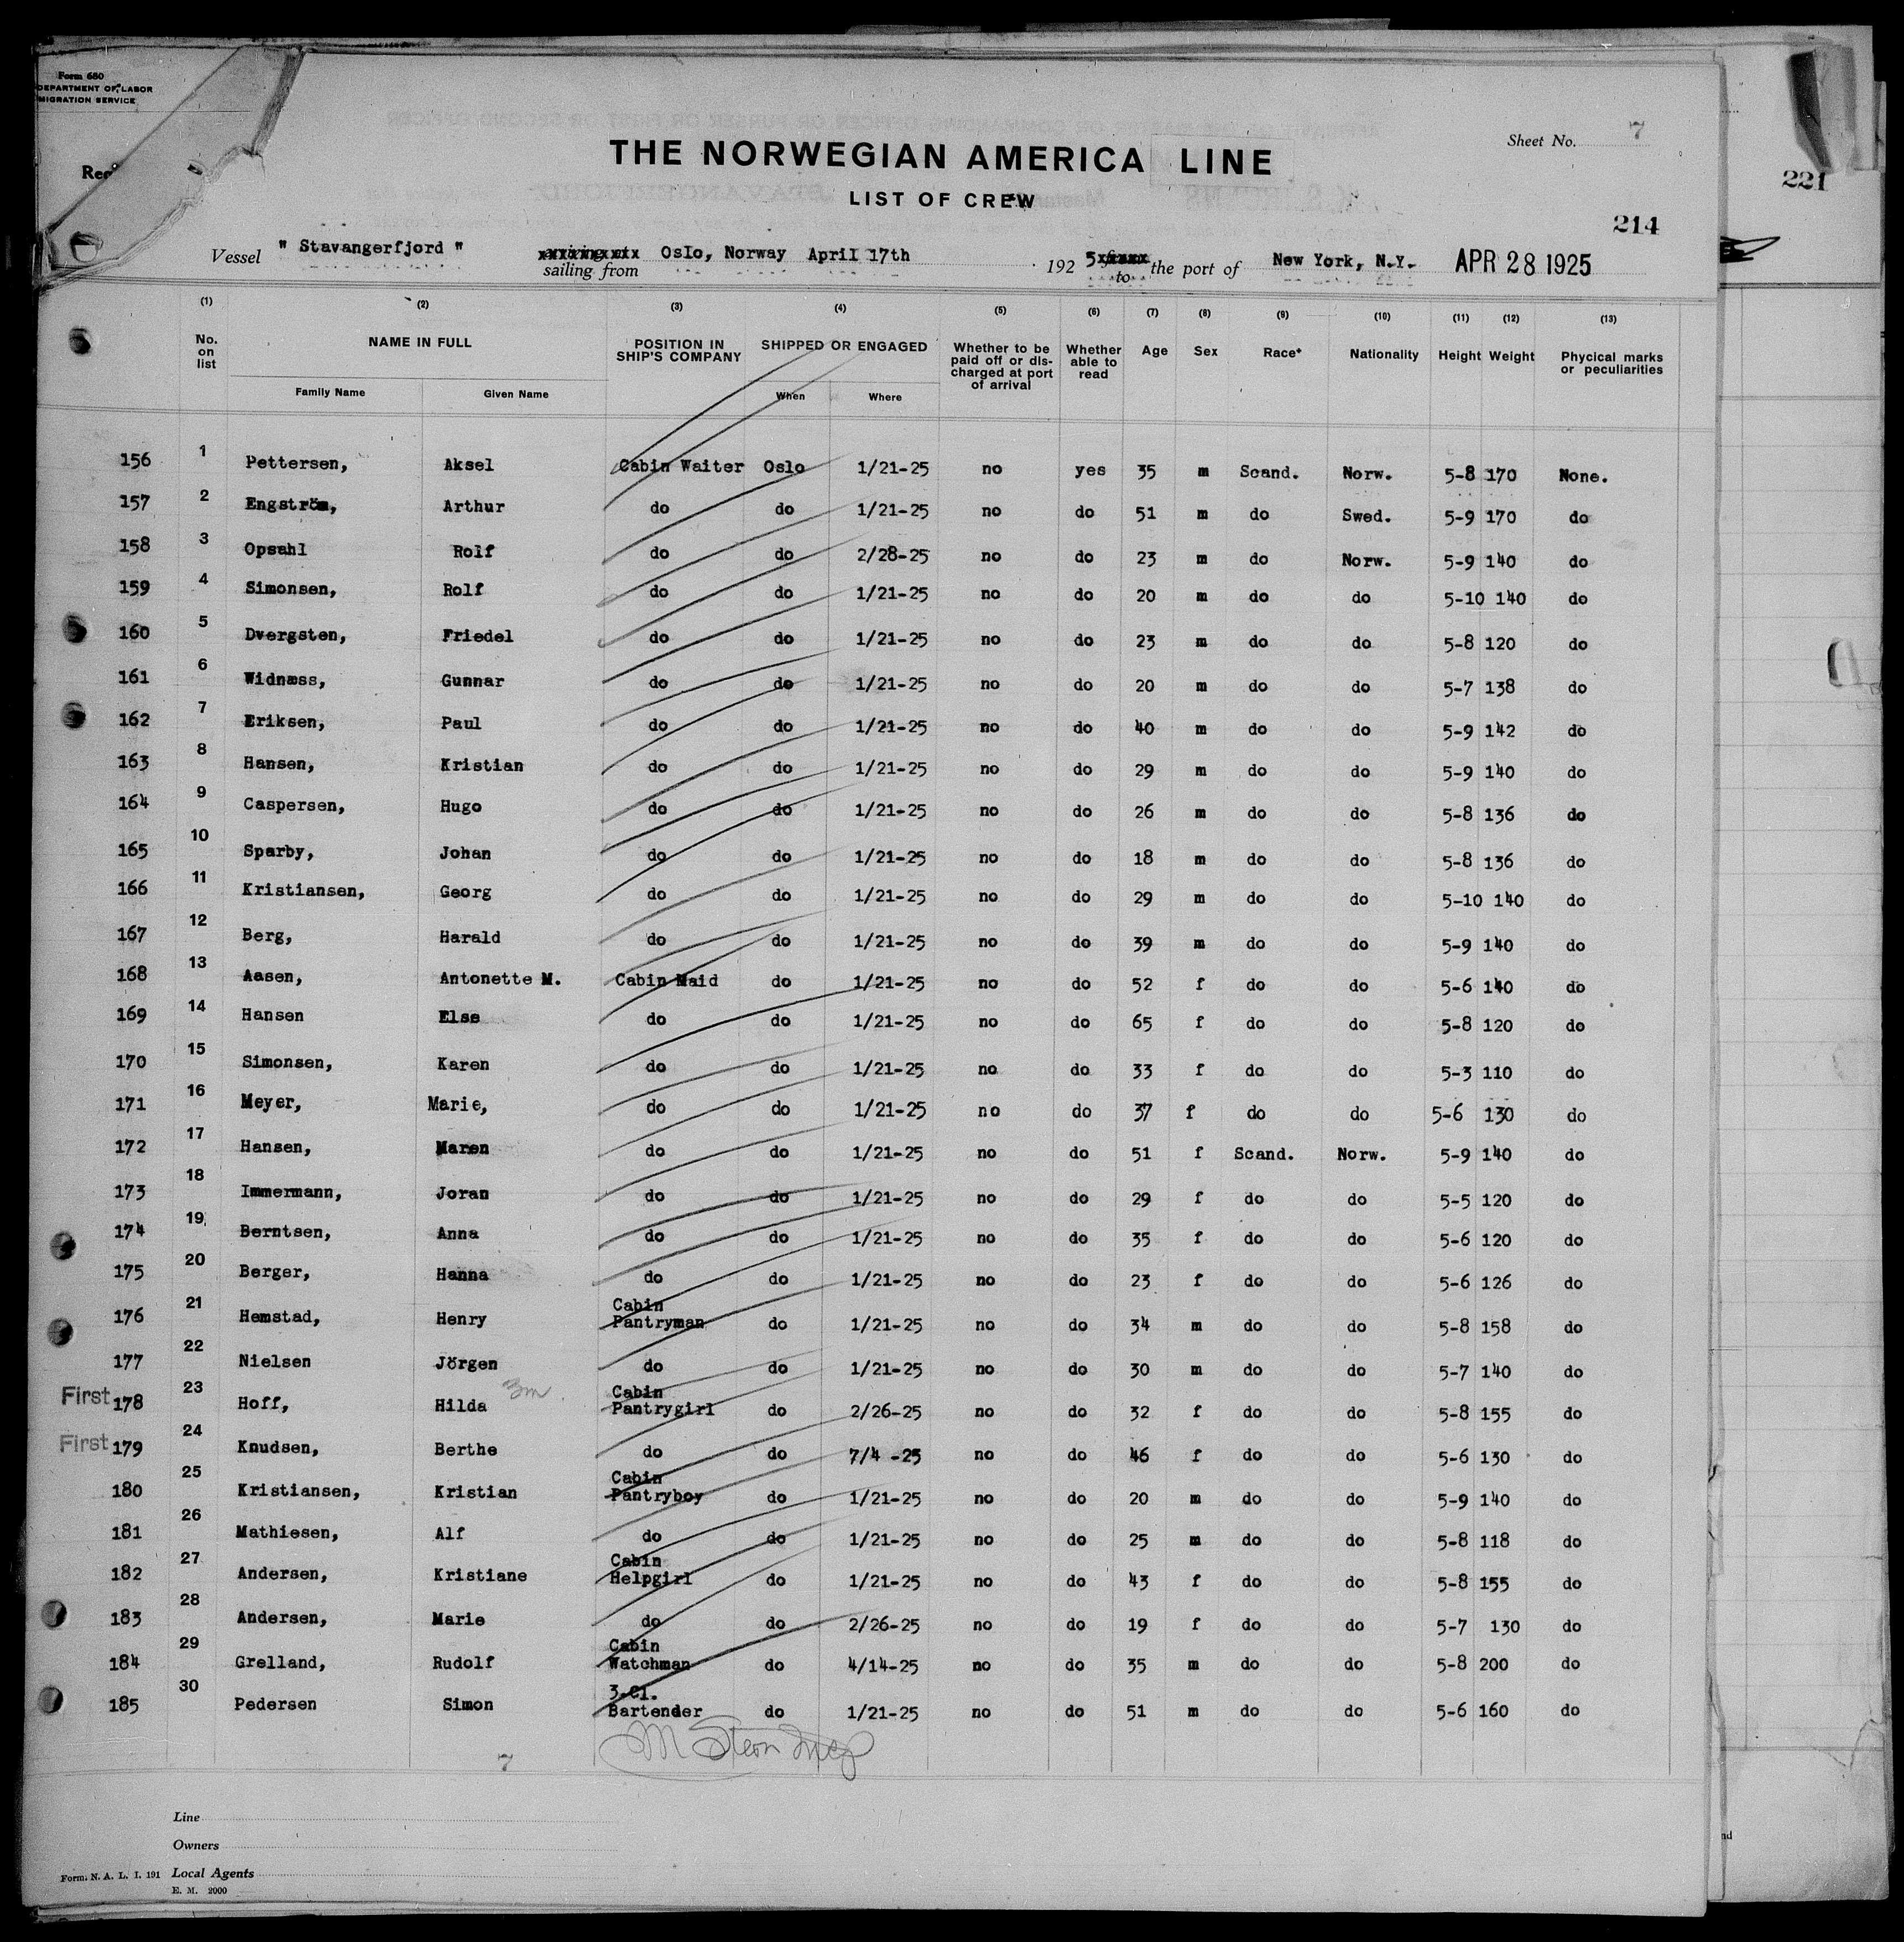 Form 680
DEPARTMENT OF LABOR
MIGRATION SERVICE
THE NORWEGIAN AMERICA LINE
LIST OF CREW
Sheet No. 7
221
214
Vessel " Stavangerfjord " sailing from Oslo, Norway April 17th 1925 to the port of New York, N.Y. APR 28 1925
(1) (2) (3) (4) (5) (6) (7) (8) (9) (10) (11) (12) (13)
No. on list NAME IN FULL POSITION IN SHIP'S COMPANY SHIPPED OR ENGAGED Whether to be paid off or discharged at port of arrival Whether able to read Age Sex Race* Nationality Height Weight Phycical marks or peculiarities
Family Name Given Name When Where
156 1 Pettersen, Aksel Cabin Waiter Oslo 1/21-25 no yes 35 m Scand. Norw. 5-8 170 None.
157 2 Engström, Arthur do do 1/21-25 no do 51 m do Swed. 5-9 170 do
158 3 Opsahl Rolf do do 2/28-25 no do 23 m do Norw. 5-9 140 do
159 4 Simonsen, Rolf do do 1/21-25 no do 20 m do do 5-10 140 do
160 5 Dvergsten, Friedel do do 1/21-25 no do 23 m do do 5-8 120 do
161 6 Widnæss, Gunnar do do 1/21-25 no do 20 m do do 5-7 138 do
162 7 Eriksen, Paul do do 1/21-25 no do 40 m do do 5-9 142 do
163 8 Hansen, Kristian do do 1/21-25 no do 29 m do do 5-9 140 do
164 9 Caspersen, Hugo do do 1/21-25 no do 26 m do do 5-8 136 do
165 10 Sparby, Johan do do 1/21-25 no do 18 m do do 5-8 136 do
166 11 Kristiansen, Georg do do 1/21-25 no do 29 m do do 5-10 140 do
167 12 Berg, Harald do do 1/21-25 no do 39 m do do 5-9 140 do
168 13 Aasen, Antonette M. Cabin Maid do 1/21-25 no do 52 f do do 5-6 140 do
169 14 Hansen Else do do 1/21-25 no do 65 f do do 5-8 120 do
170 15 Simonsen, Karen do do 1/21-25 no do 33 f do do 5-3 110 do
171 16 Meyer, Marie, do do 1/21-25 no do 37 f do do 5-6 130 do
172 17 Hansen, Maren do do 1/21-25 no do 51 f Scand. Norw. 5-9 140 do
173 18 Immermann, Joran do do 1/21-25 no do 29 f do do 5-5 120 do
174 19 Berntsen, Anna do do 1/21-25 no do 35 f do do 5-6 120 do
175 20 Berger, Hanna do do 1/21-25 no do 23 f do do 5-6 126 do
176 21 Hemstad, Henry Cabin Pantryman do 1/21-25 no do 34 m do do 5-8 158 do
177 22 Nielsen Jörgen do do 1/21-25 no do 30 m do do 5-7 140 do
First 178 23 Hoff, Hilda 3m. Cabin Pantrygirl do 2/26-25 no do 32 f do do 5-8 155 do
First 179 24 Knudsen, Berthe do do 7/4 -25 no do 46 f do do 5-6 130 do
180 25 Kristiansen, Kristian Cabin Pantryboy do 1/21-25 no do 20 m do do 5-9 140 do
181 26 Mathiesen, Alf do do 1/21-25 no do 25 m do do 5-8 118 do
182 27 Andersen, Kristiane Cabin Helpgirl do 1/21-25 no do 43 f do do 5-8 155 do
183 28 Andersen, Marie do do 2/26-25 no do 19 f do do 5-7 130 do
184 29 Grelland, Rudolf Cabin Watchman do 4/14-25 no do 35 m do do 5-8 200 do
185 30 Pedersen Simon 3-Cl. Bartender do 1/21-25 no do 51 m do do 5-6 160 do
7
Line
Owners
Form. N. A. L. I. 191 Local Agents
E. M. 2000